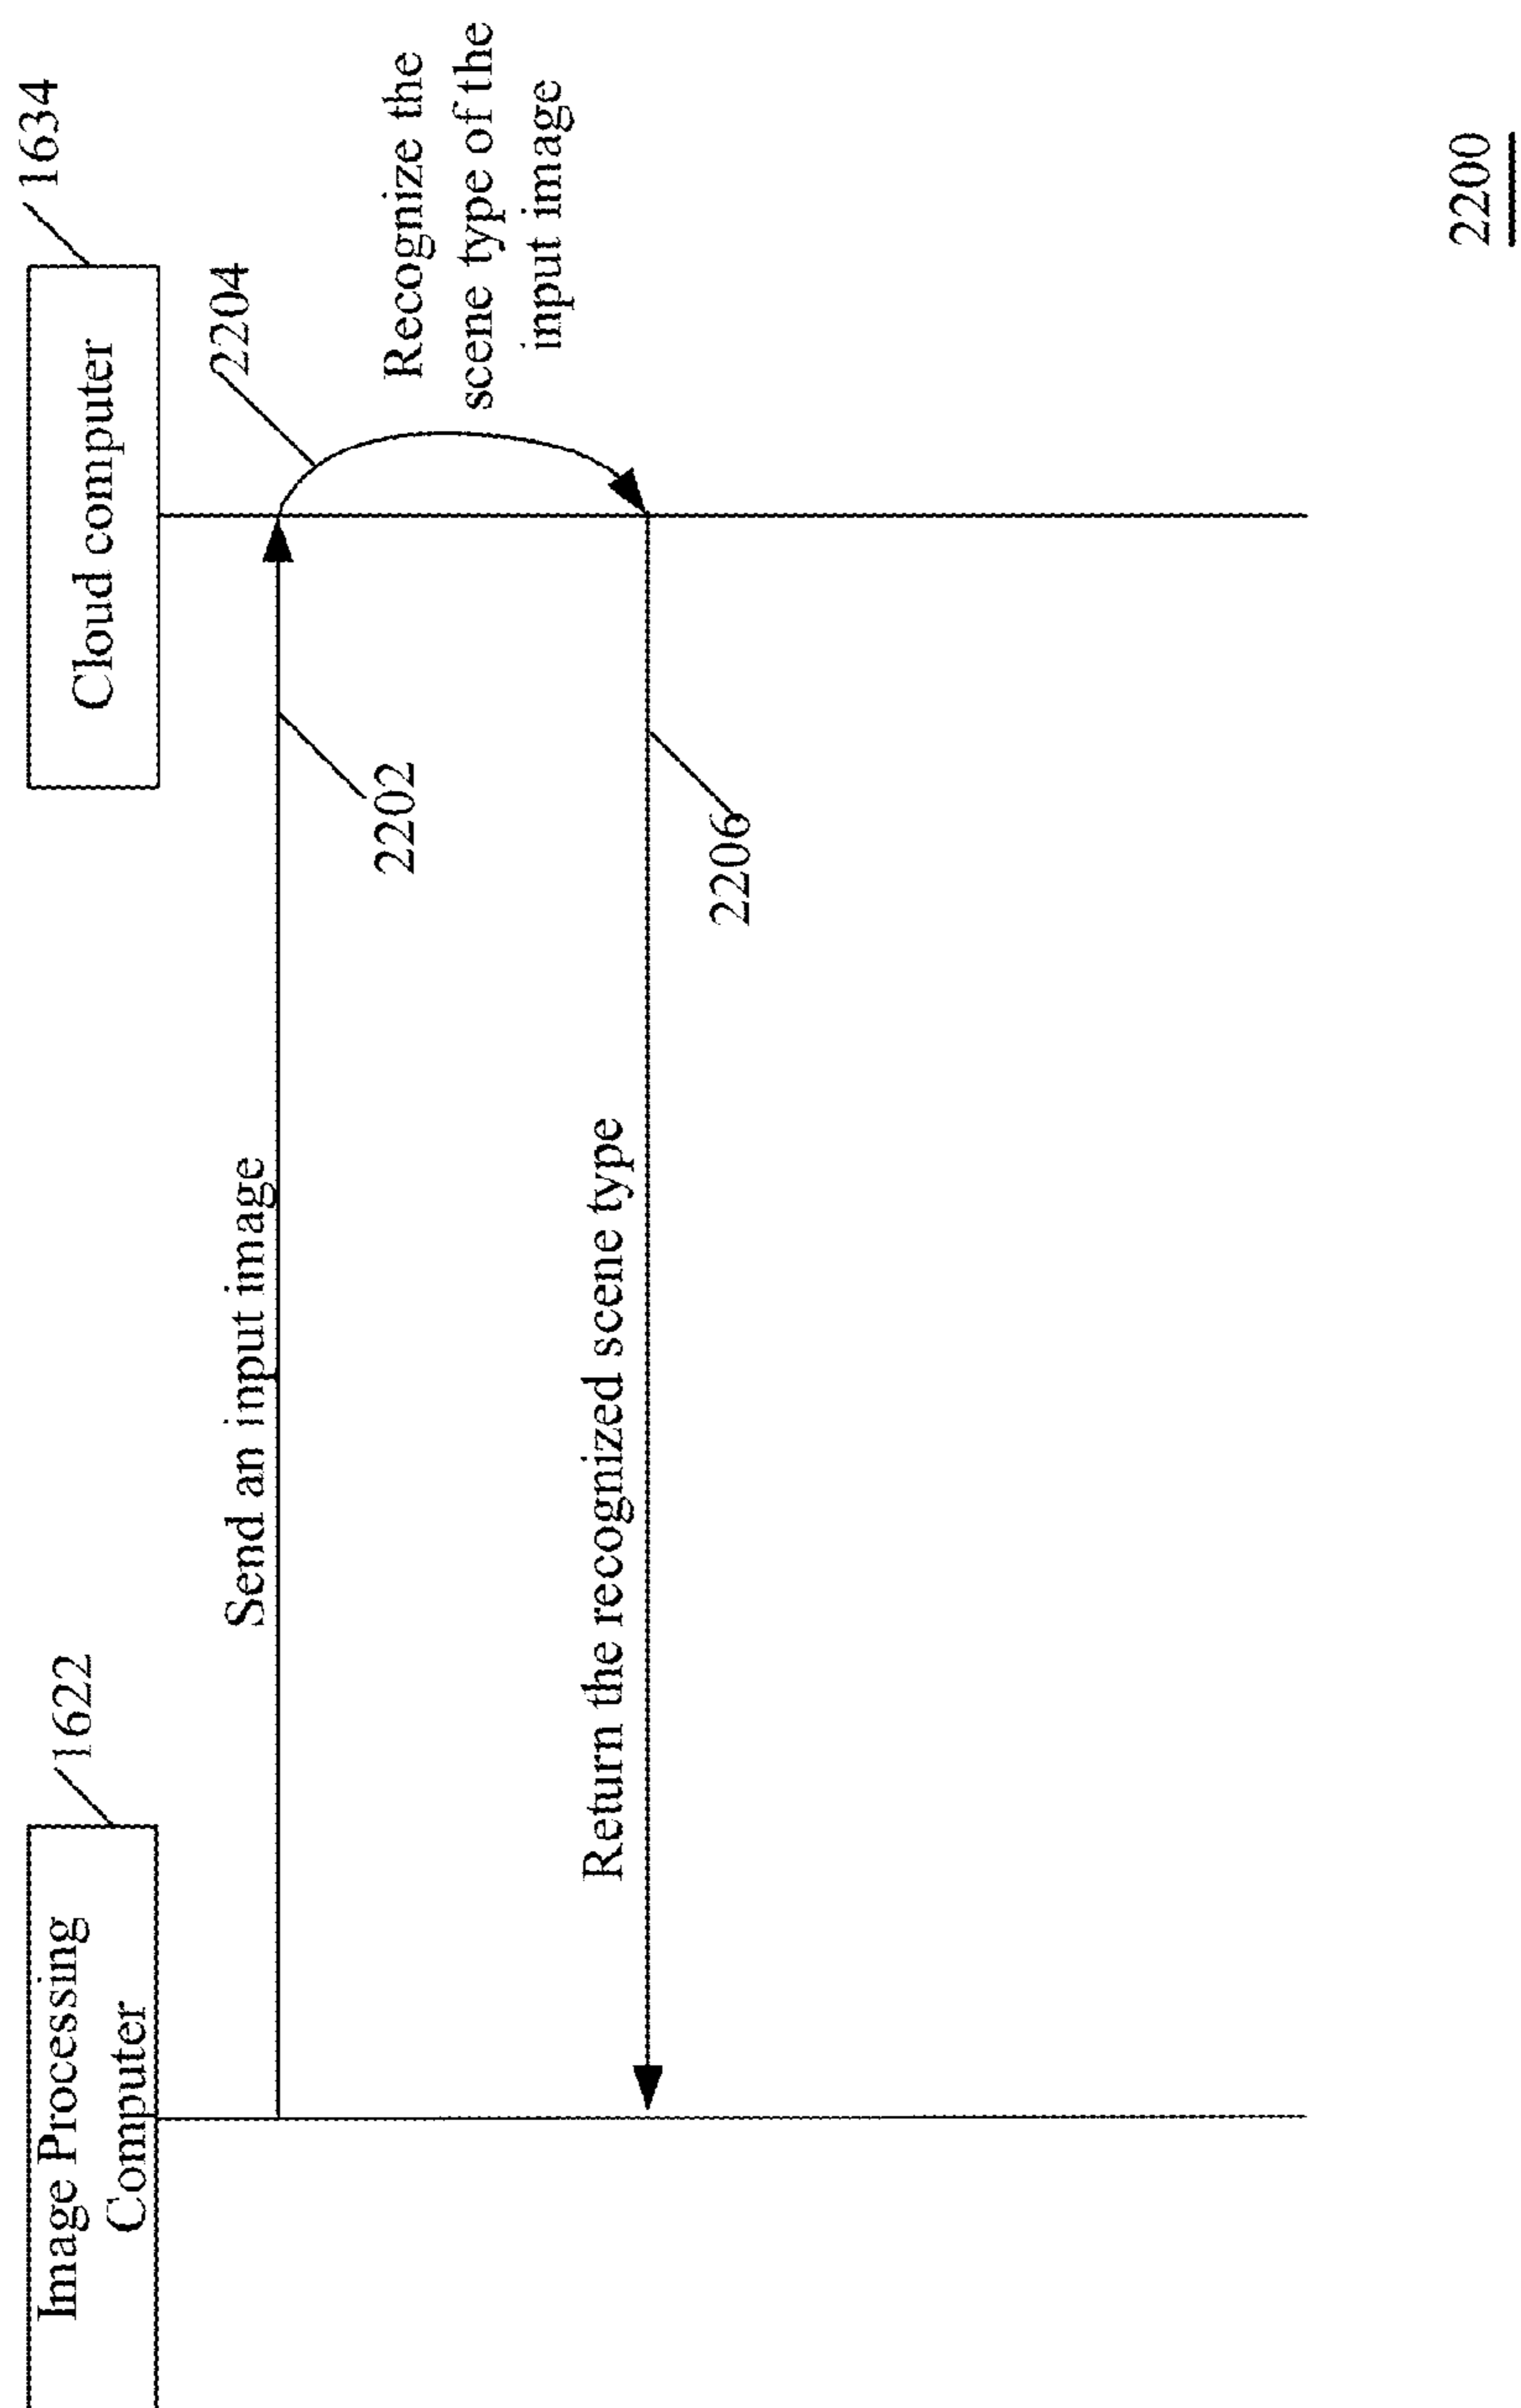 Image Processing
Computer
1622
Cloud computer
1634
Send an input image
2202
2204
Recognize the
scene type of the
input image
Return the recognized scene type
2206
2200